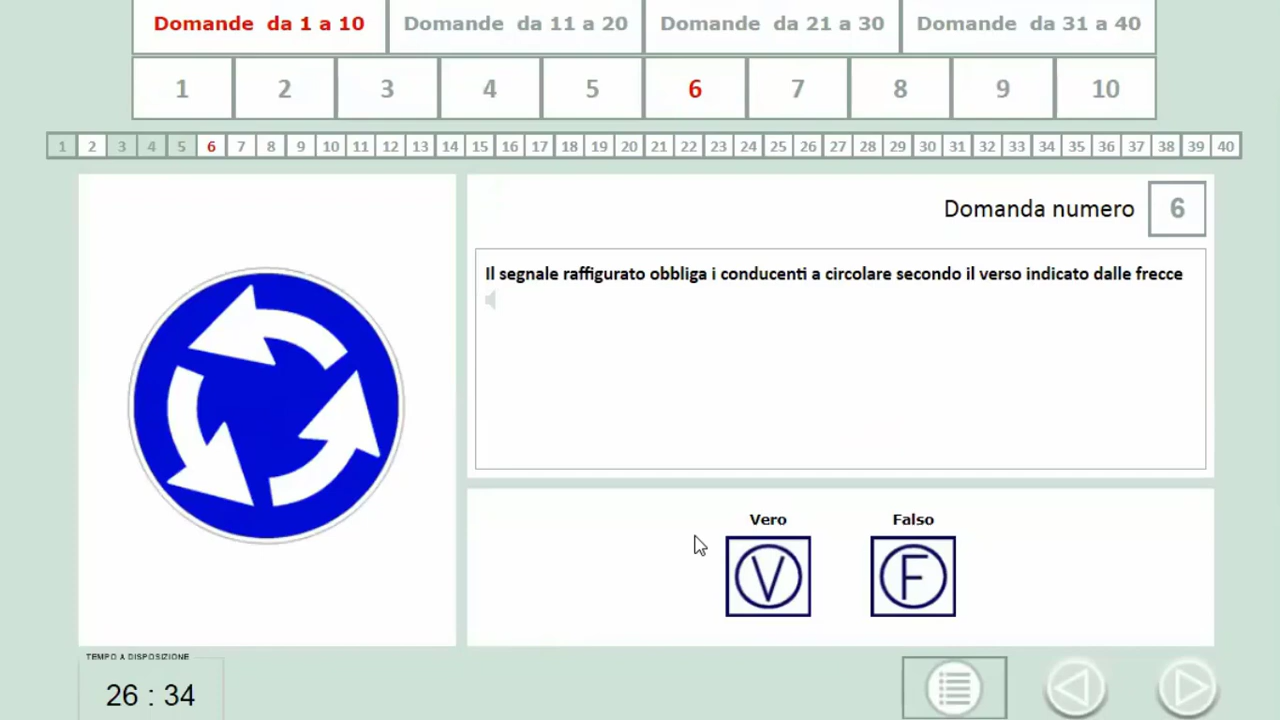 Domande da 1 a 10 Domande da 11 a 20 Domande da 21 a 30 Domande da 31 a 40
1 2 3 4 5 6 7 8 9 10
1 2 3 4 5 6 7 8 9 10 11 12 13 14 15 16 17 18 19 20 21 22 23 24 25 26 27 28 29 30 31 32 33 34 35 36 37 38 39 40
Domanda numero 6
Il segnale raffigurato obbliga i conducenti a circolare secondo il verso indicato dalle frecce
Vero Falso
V F
TEMPO A DISPOSIZIONE
26 : 34